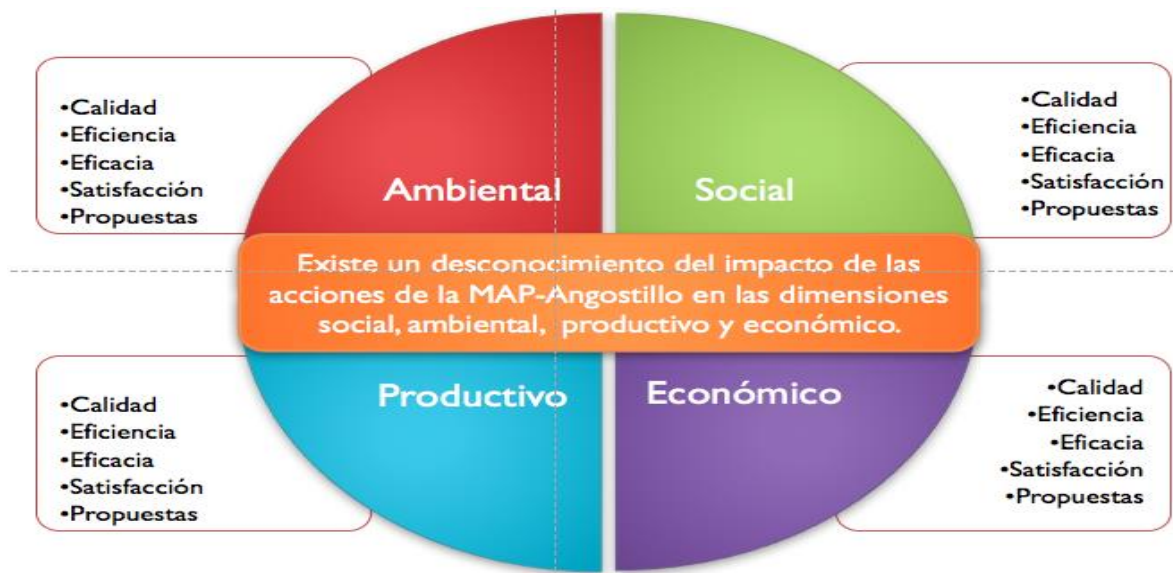 •Calidad
•Eficiencia
•Eficacia
•Satisfacción
•Propuestas
Ambiental
Social
•Calidad
•Eficiencia
•Eficacia
•Satisfacción
•Propuestas
Existe un desconocimiento del impacto de las
acciones de la MAP-Angostillo en las dimensiones
social, ambiental, productivo y económico.
•Calidad
•Eficiencia
•Eficacia
•Satisfacción
•Propuestas
Productivo
Económico
•Calidad
•Eficiencia
•Eficacia
•Satisfacción
•Propuestas